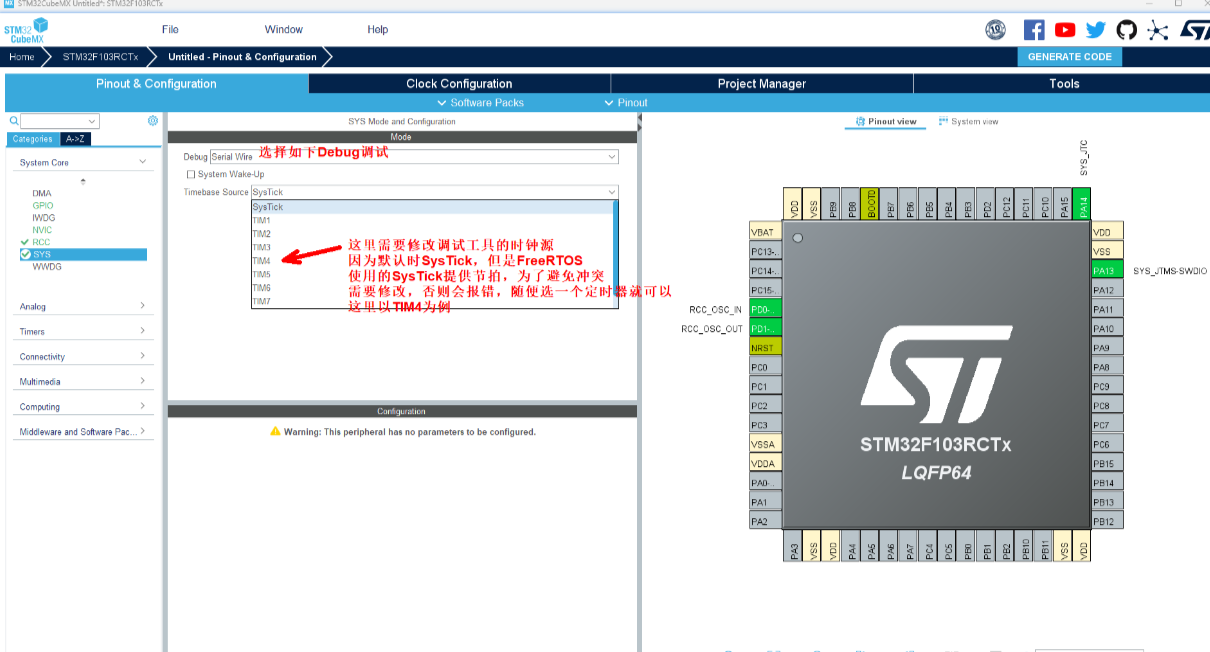 STM32CubeMX Untitled*: STM32F103RCTx
STM32 CubeMX
File
Window
Help
Home
STM32F103RCTx
Untitled - Pinout & Configuration
GENERATE CODE
Pinout & Configuration
Clock Configuration
Project Manager
Tools
Software Packs
Pinout
Categories
A->Z
System Core
DMA
GPIO
IWDG
NVIC
RCC
SYS
WWDG
Analog
Timers
Connectivity
Multimedia
Computing
Middleware and Software Pac...
SYS Mode and Configuration
Mode
Debug Serial Wire
选择如下Debug调试
System Wake-Up
Timebase Source SysTick
SysTick
TIM1
TIM2
TIM3
TIM4
TIM5
TIM6
TIM7
这里需要修改调试工具的时钟源
因为默认时SysTick，但是FreeRTOS
使用的SysTick提供节拍，为了避免冲突
需要修改，否则会报错，随便选一个定时器就可以
这里以TIM4为例
Configuration
Warning: This peripheral has no parameters to be configured.
Pinout view
System view
SYS_JTC
VDD
VSS
PB9
PB8
BOOT0
PB7
PB6
PB5
PB4
PB3
PD2
PC12
PC11
PC10
PA15
PA14
VBAT
PC13-..
PC14-..
PC15-..
RCC_OSC_IN
PD0-..
RCC_OSC_OUT
PD1-..
NRST
PC0
PC1
PC2
PC3
VSSA
VDDA
PA0-..
PA1
PA2
STM32F103RCTx
LQFP64
VDD
VSS
PA13
SYS_JTMS-SWDIO
PA12
PA11
PA10
PA9
PA8
PC9
PC8
PC7
PC6
PB15
PB14
PB13
PB12
PA3
VSS
VDD
PA4
PA5
PA6
PA7
PC4
PC5
PB0
PB1
PB2
PB10
PB11
VSS
VDD